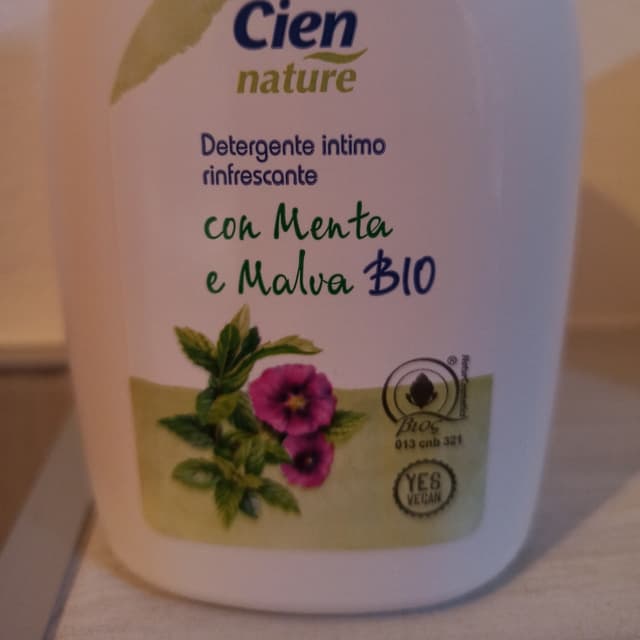 Cien
nature
Detergente intimo
rinfrescante
con Menta
e Malva BIO
Bios
013 cnb 321
YES
VEGAN